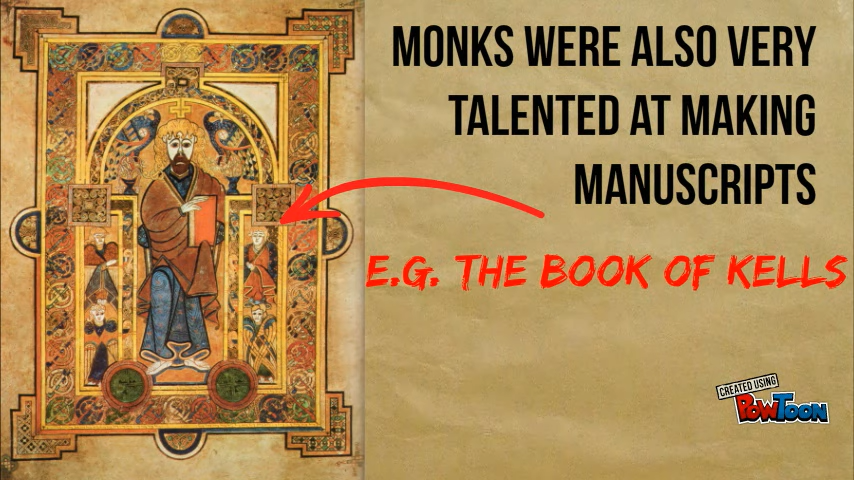 MONKS WERE ALSO VERY
TALENTED AT MAKING
MANUSCRIPTS
E.G. THE BOOK OF KELLS
CREATED USING
POWTOON